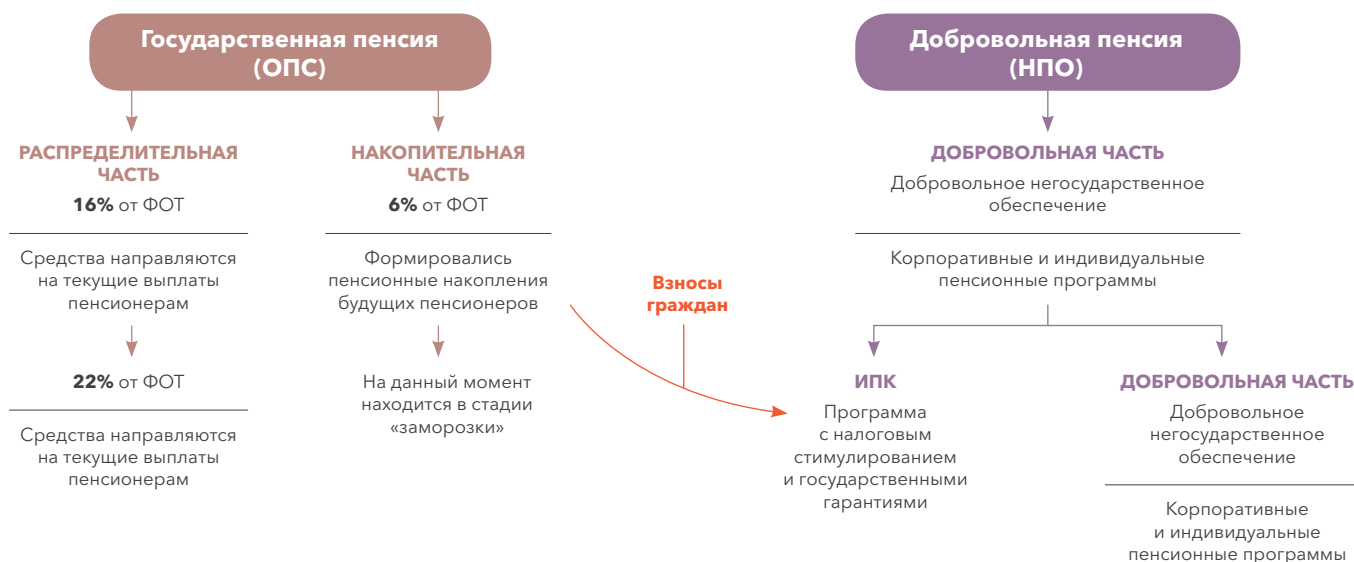 Государственная пенсия
(ОПС)
РАСПРЕДЕЛИТЕЛЬНАЯ
ЧАСТЬ
16% от ФОТ
Средства направляются
на текущие выплаты
пенсионерам
22% от ФОТ
Средства направляются
на текущие выплаты
пенсионерам
НАКОПИТЕЛЬНАЯ
ЧАСТЬ
6% от ФОТ
Формировались
пенсионные накопления
будущих пенсионеров
На данный момент
находится в стадии
«заморозки»
Взносы
граждан
Добровольная пенсия
(НПО)
ДОБРОВОЛЬНАЯ ЧАСТЬ
Добровольное негосударственное
обеспечение
Корпоративные и индивидуальные
пенсионные программы
ИПК
Программа
с налоговым
стимулированием
и государственными
гарантиями
ДОБРОВОЛЬНАЯ ЧАСТЬ
Добровольное
негосударственное
обеспечение
Корпоративные
и индивидуальные
пенсионные программы